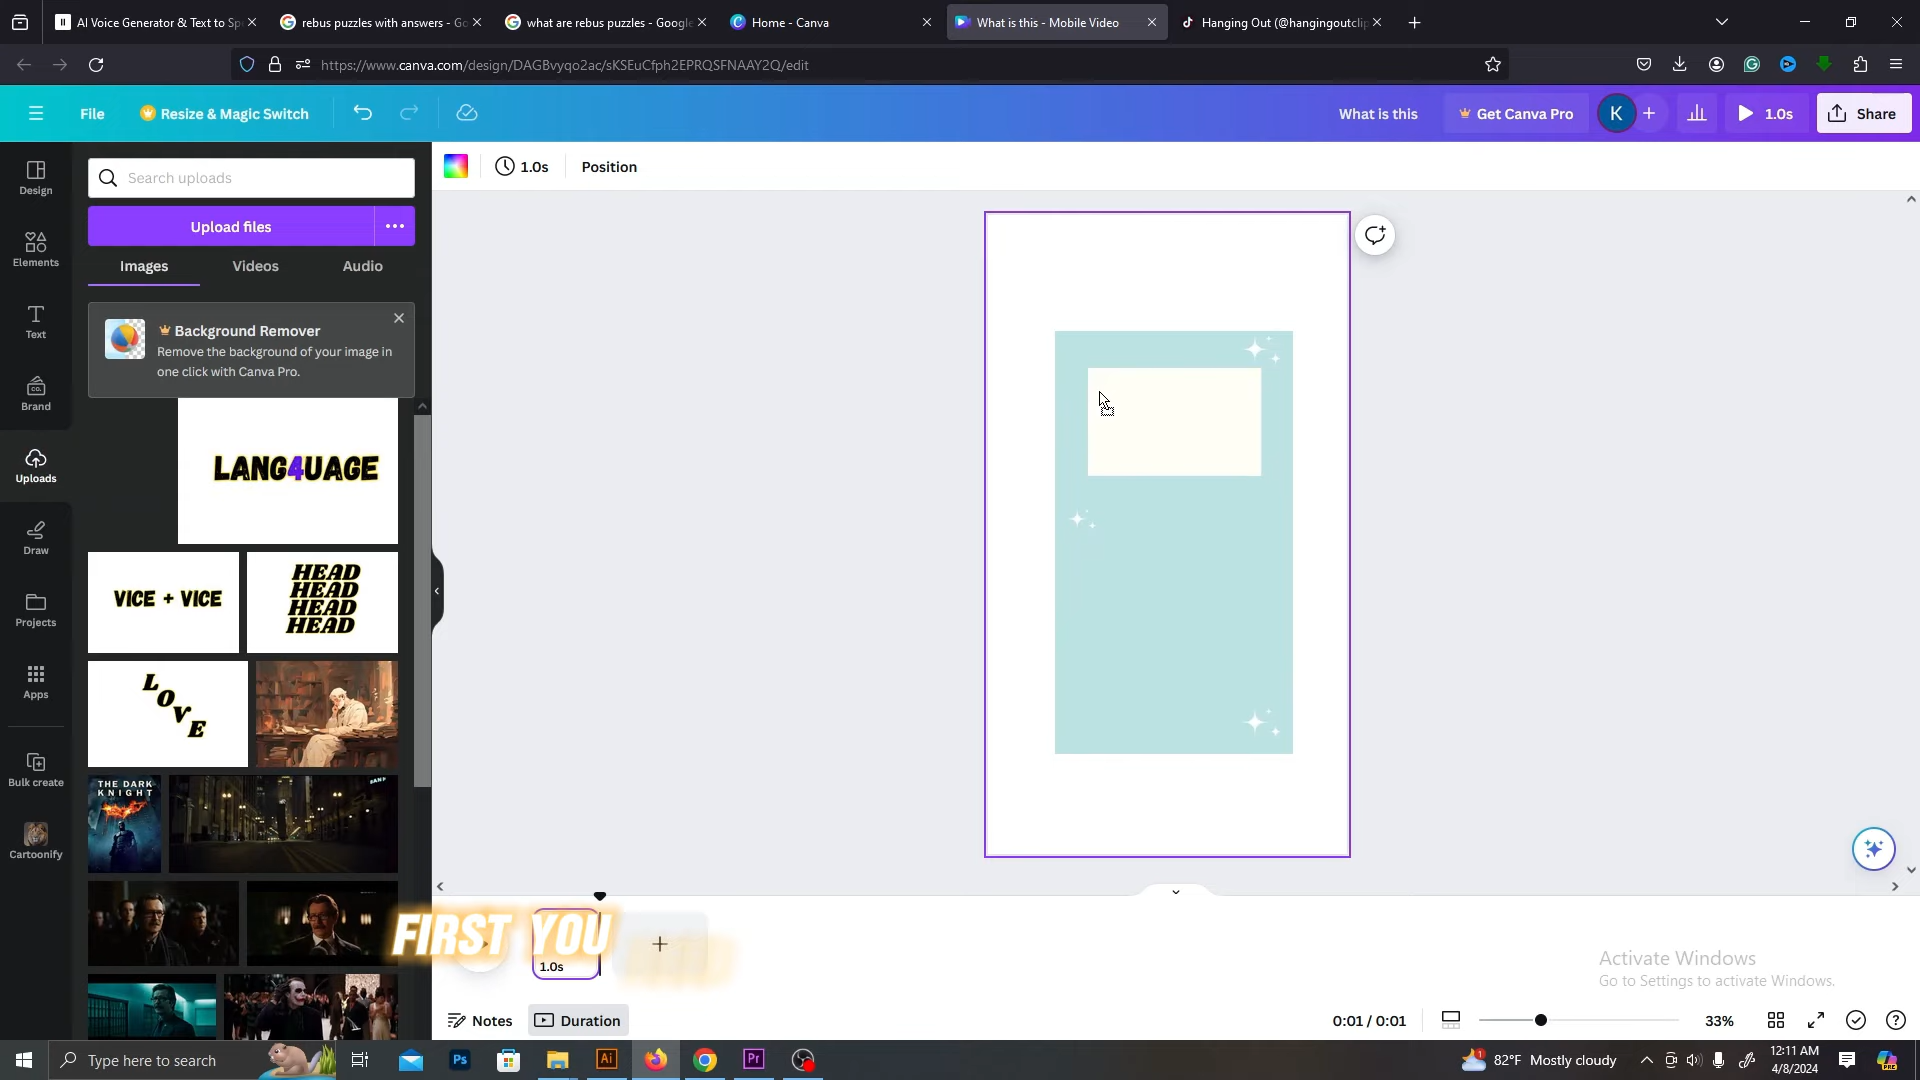 AI Voice Generator & Text to Sp
rebus puzzles with answers - Go
what are rebus puzzles - Google
Home - Canva
What is this - Mobile Video
Hanging Out (@hangingoutclip
https://www.canva.com/design/DAGBvyqo2ac/sKSEuCfph2EPRQSFNAAY2Q/edit
File
Resize & Magic Switch
What is this
Get Canva Pro
K
1.0s
Share
Design
Elements
Text
Brand
Uploads
Draw
Projects
Apps
Bulk create
Cartoonify
Search uploads
Upload files
Images
Videos
Audio
Background Remover
Remove the background of your image in
one click with Canva Pro.
LANG4UAGE
VICE + VICE
HEAD
HEAD
HEAD
HEAD
LOVE
THE DARK
KNIGHT
1.0s
Position
FIRST YOU
1.0s
Activate Windows
Go to Settings to activate Windows.
Notes
Duration
0:01 / 0:01
33%
Type here to search
82°F Mostly cloudy
12:11 AM
4/8/2024